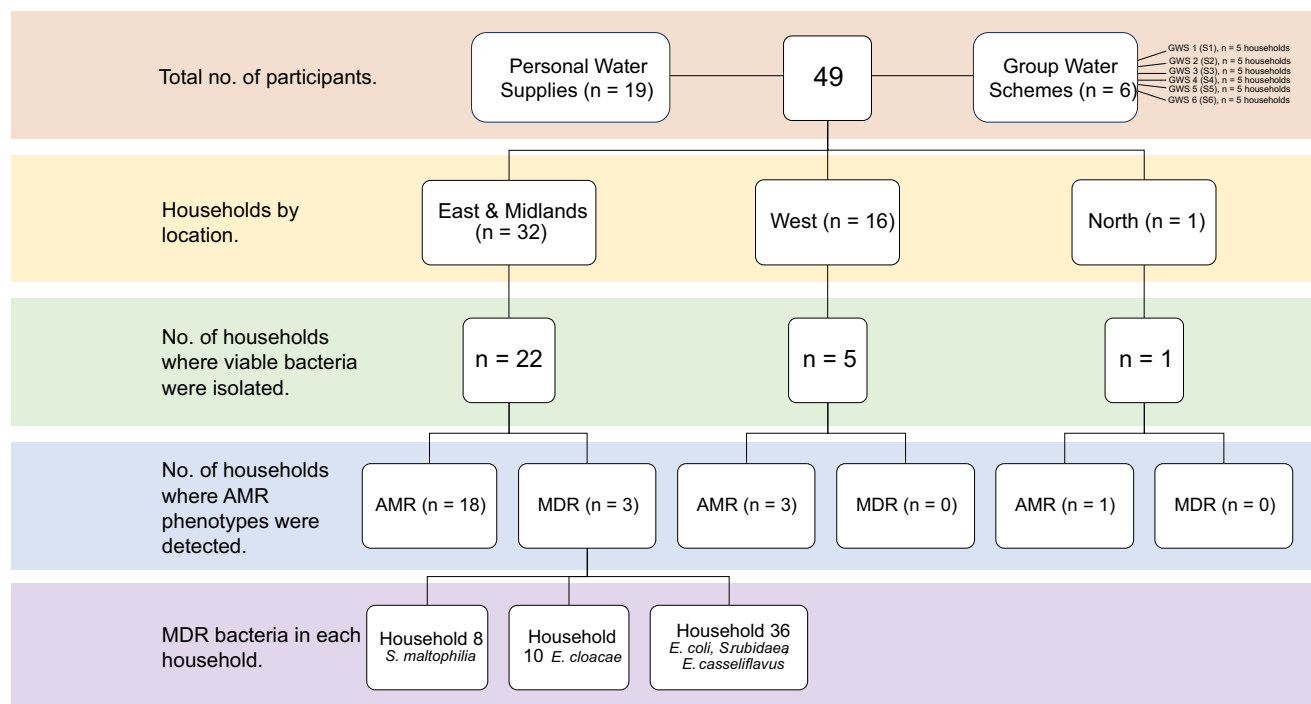 Total no. of participants.
Personal Water
Supplies (n = 19)
49
Group Water
Schemes (n = 6)
GWS 1 (S1), n = 5 households
GWS 2 (S2), n = 5 households
GWS 3 (S3), n = 5 households
GWS 4 (S4), n = 5 households
GWS 5 (S5), n = 5 households
GWS 6 (S6), n = 5 households
Households by
location.
East & Midlands
(n = 32)
West (n = 16)
North (n = 1)
No. of households
where viable bacteria
were isolated.
n = 22
n = 5
n = 1
No. of households
where AMR
phenotypes were
detected.
AMR (n = 18)
MDR (n = 3)
AMR (n = 3)
MDR (n = 0)
AMR (n = 1)
MDR (n = 0)
MDR bacteria in each
household.
Household 8
S. maltophilia
Household
10 E. cloacae
Household 36
E. coli, S.rubidaea,
E. casseliflavus